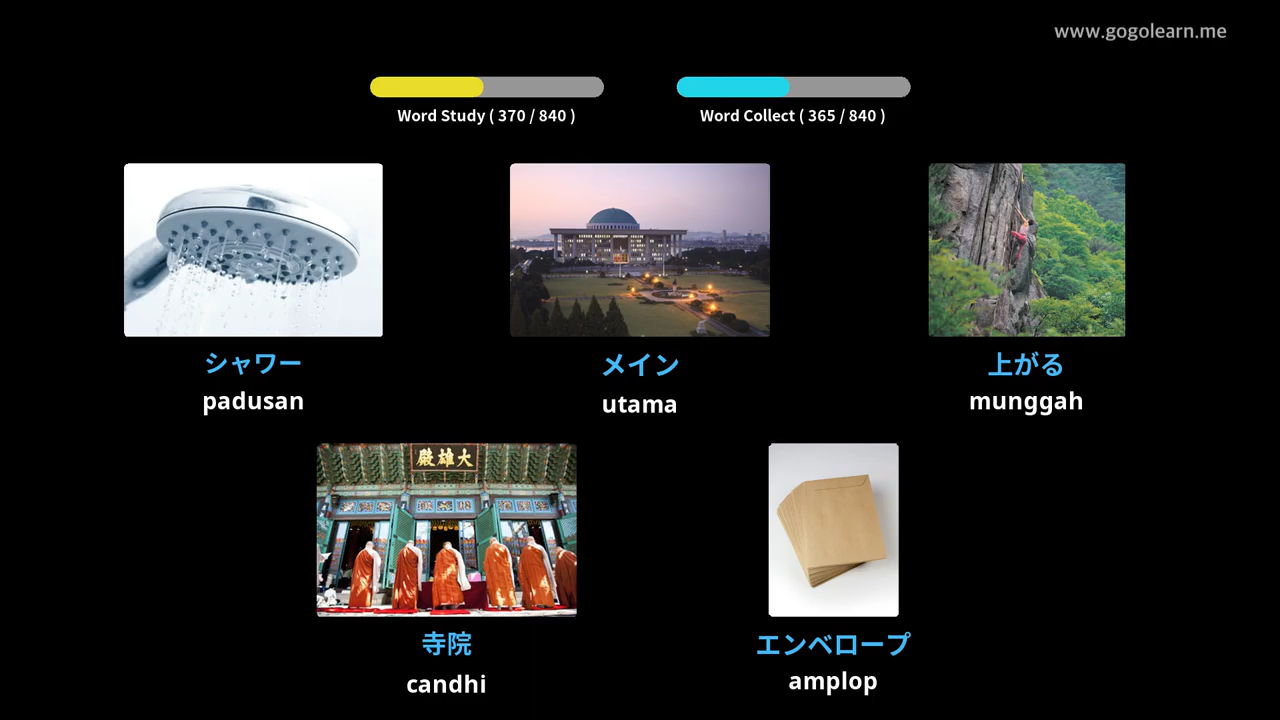 www.gogolearn.me
Word Study ( 370 / 840 )
Word Collect ( 365 / 840 )
シャワー
padusan
メイン
utama
上がる
munggah
殿雄大
寺院
candhi
エンベロープ
amplop